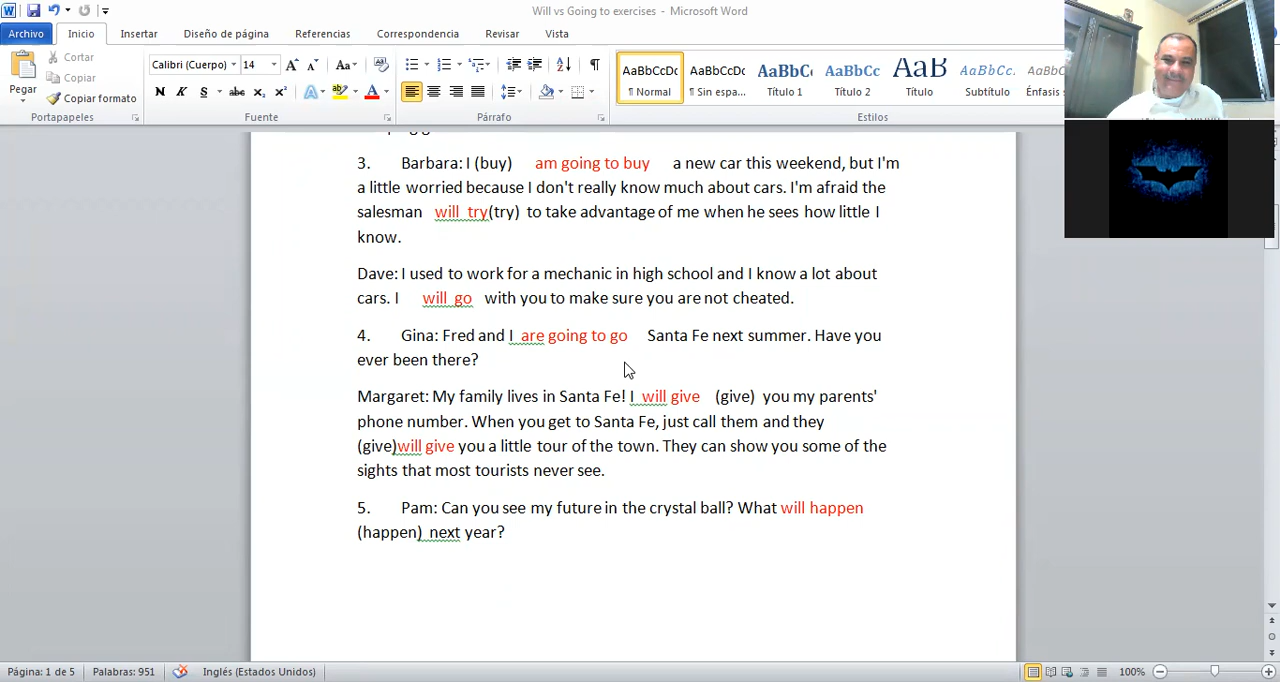 Will vs Going to exercises - Microsoft Word
Archivo Inicio Insertar Diseño de página Referencias Correspondencia Revisar Vista
Pegar
Cortar
Copiar
Copiar formato
Portapapeles
Calibri (Cuerpo) 14
N K S abe x₂ x² A ab A
Fuente
Párrafo
AaBbCcDc AaBbCcDc AaBbC AaBbCc AaB AaBbCc. AaBbC
¶ Normal ¶ Sin espa... Título 1 Título 2 Título Subtítulo Énfasis
Estilos
3. Barbara: I (buy) am going to buy a new car this weekend, but I'm
a little worried because I don't really know much about cars. I'm afraid the
salesman will try(try) to take advantage of me when he sees how little I
know.
Dave: I used to work for a mechanic in high school and I know a lot about
cars. I will go with you to make sure you are not cheated.
4. Gina: Fred and I are going to go Santa Fe next summer. Have you
ever been there?
Margaret: My family lives in Santa Fe! I will give (give) you my parents'
phone number. When you get to Santa Fe, just call them and they
(give)will give you a little tour of the town. They can show you some of the
sights that most tourists never see.
5. Pam: Can you see my future in the crystal ball? What will happen
(happen) next year?
Página: 1 de 5 Palabras: 951 Inglés (Estados Unidos) 100%